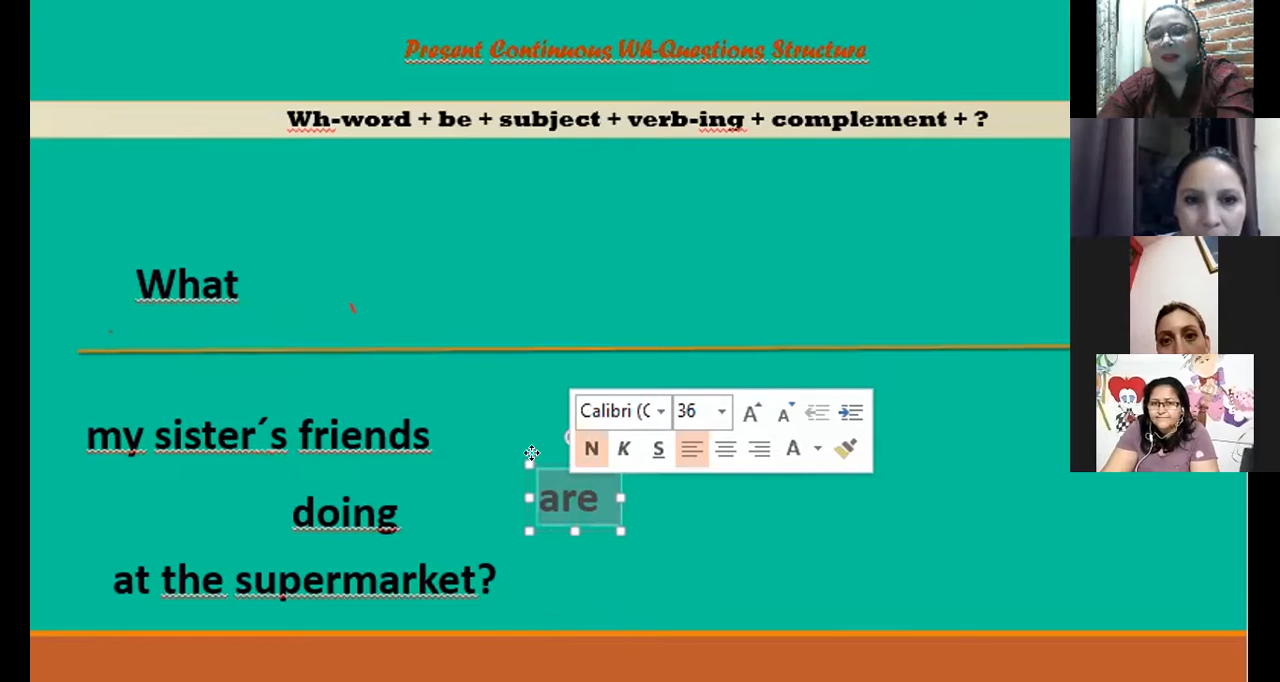 Present Continuous Wh-Questions Structure
Wh-word + be + subject + verb-ing + complement + ?
What
my sister´s friends
Calibri (C 36 A A
N K S A
are
doing
at the supermarket?